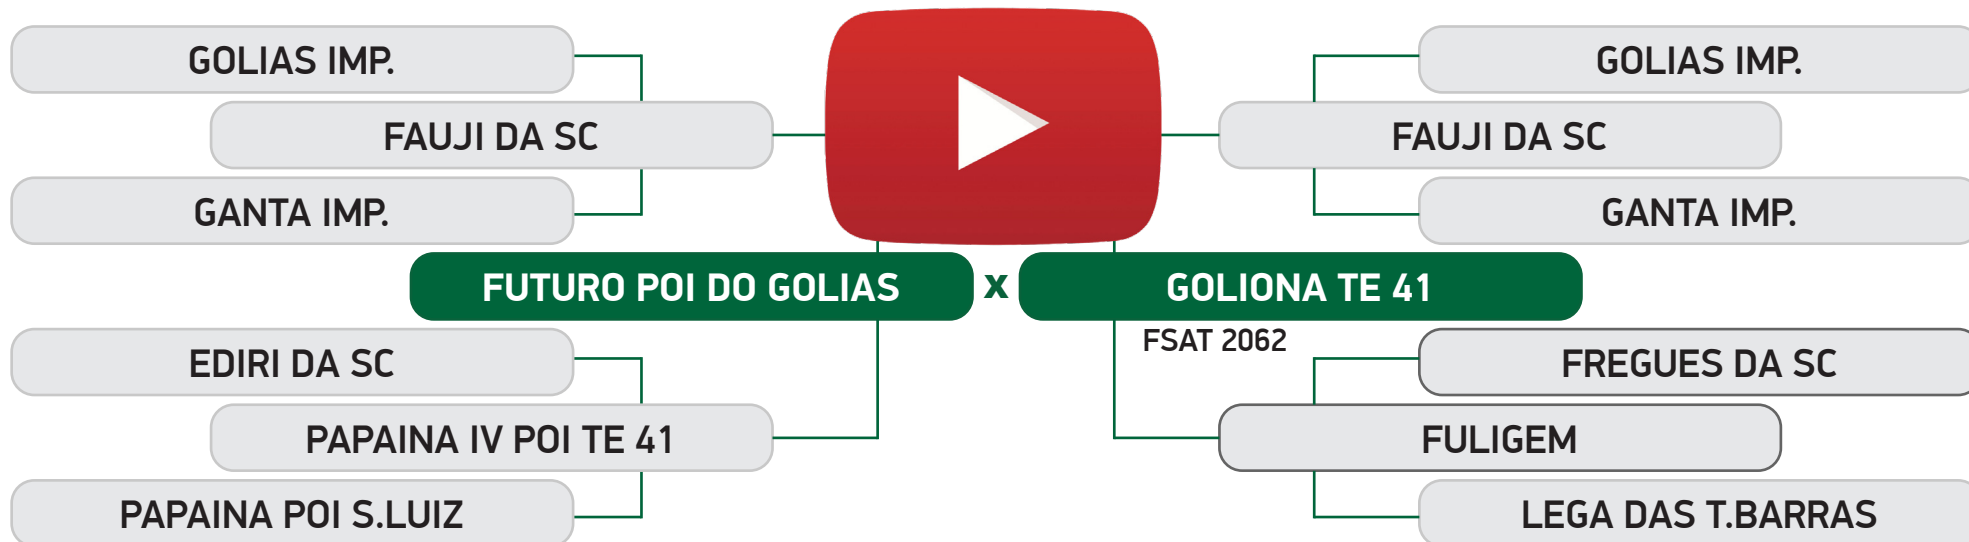 GOLIAS IMP.
GOLIAS IMP.
FAUJI DA SC
FAUJI DA SC
GANTA IMP.
GANTA IMP.
FUTURO POI DO GOLIAS x GOLIONA TE 41
FSAT 2062
EDIRI DA SC
FREGUES DA SC
PAPAINA IV POI TE 41
FULIGEM
PAPAINA POI S.LUIZ
LEGA DAS T.BARRAS